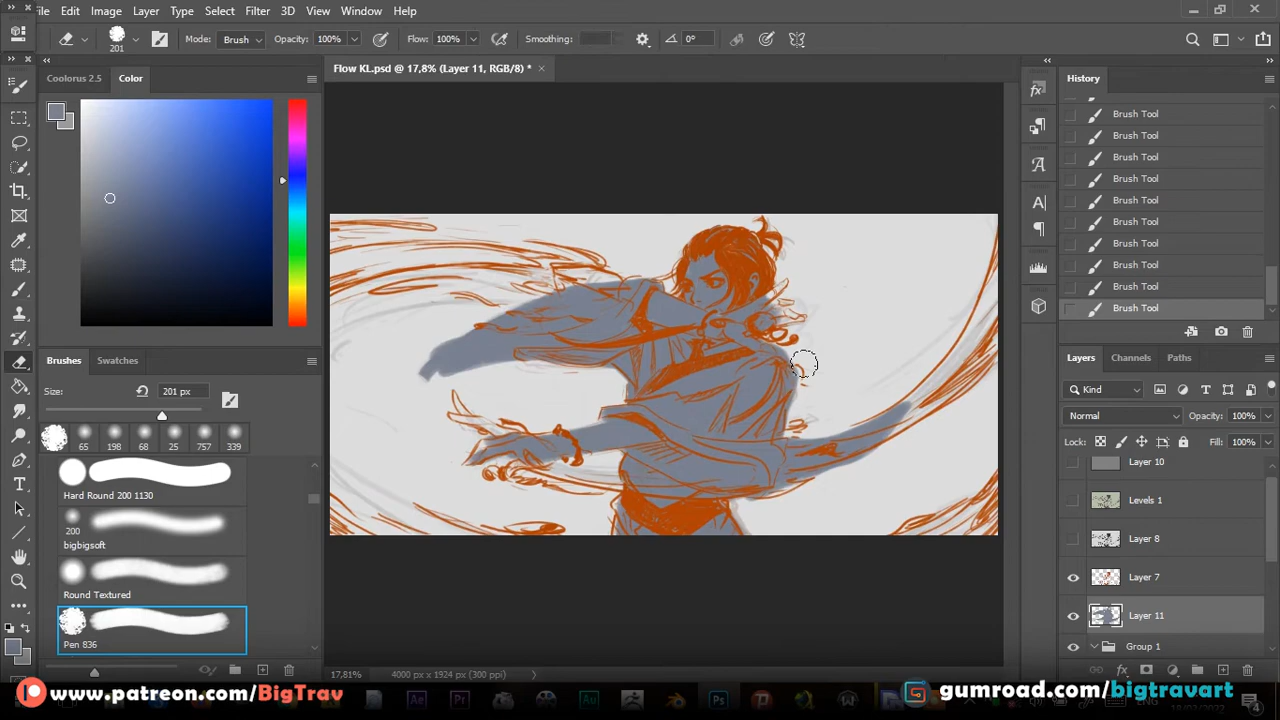 File Edit Image Layer Type Select Filter 3D View Window Help
201 Mode: Brush Opacity: 100% Flow: 100% Smoothing: 0°
Coolorus 2.5 Color
Flow KL.psd @ 17,8% (Layer 11, RGB/8) * ×
History
Brush Tool
Brush Tool
Brush Tool
Brush Tool
Brush Tool
Brush Tool
Brush Tool
Brush Tool
Brush Tool
Brush Tool
Brushes Swatches
Size: 201 px
65 198 68 25 757 339
Hard Round 200 1130
200
bigbigsoft
Round Textured
Pen 836
Layers Channels Paths
Kind
Normal Opacity: 100%
Lock: Fill: 100%
Layer 10
Levels 1
Layer 8
Layer 7
Layer 11
Group 1
17,81% 4000 px x 1924 px (300 ppi)
www.patreon.com/BigTrav
gumroad.com/bigtravart